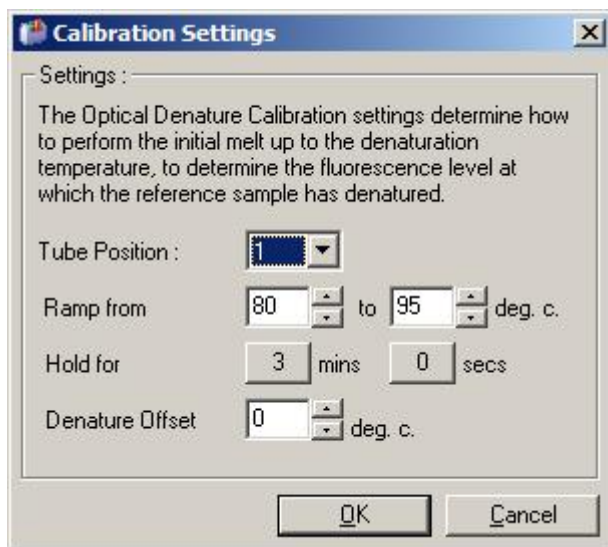 Calibration Settings
Settings :
The Optical Denature Calibration settings determine how
to perform the initial melt up to the denaturation
temperature, to determine the fluorescence level at
which the reference sample has denatured.
Tube Position : 1
Ramp from 80 to 95 deg. c.
Hold for 3 mins 0 secs
Denature Offset 0 deg. c.
OK Cancel